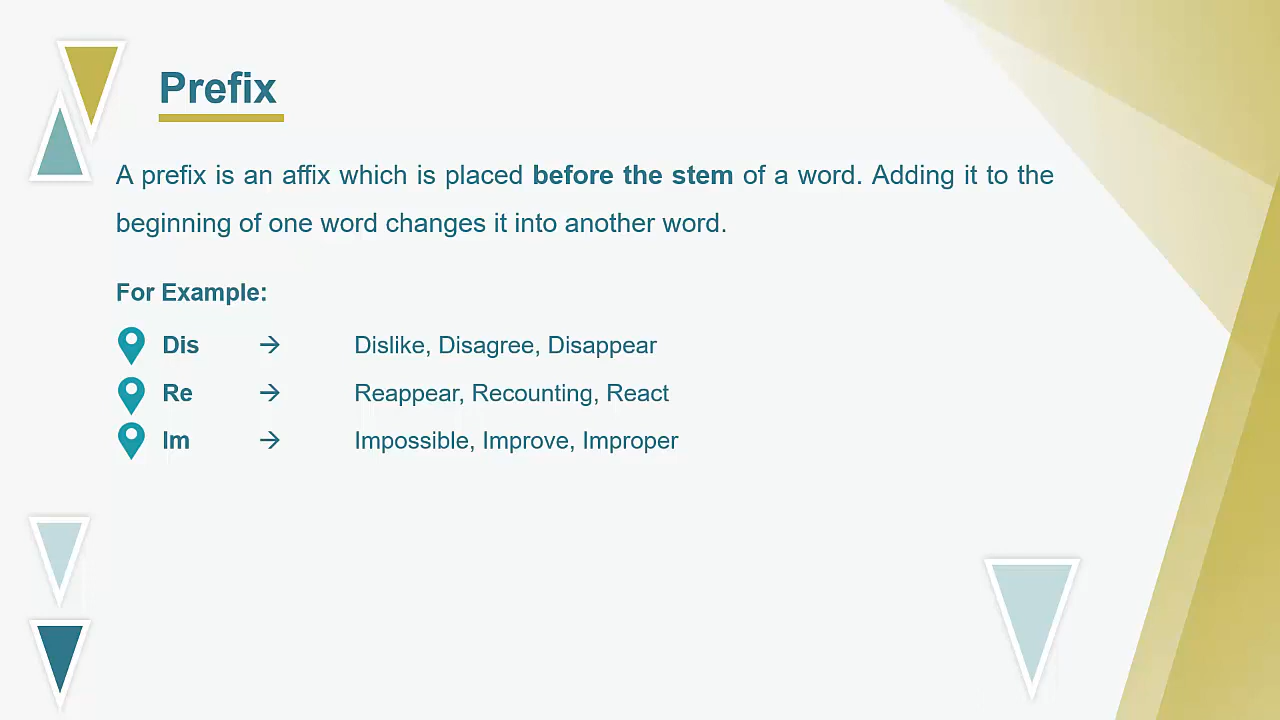 Prefix
A prefix is an affix which is placed before the stem of a word. Adding it to the
beginning of one word changes it into another word.
For Example:
Dis → Dislike, Disagree, Disappear
Re → Reappear, Recounting, React
Im → Impossible, Improve, Improper